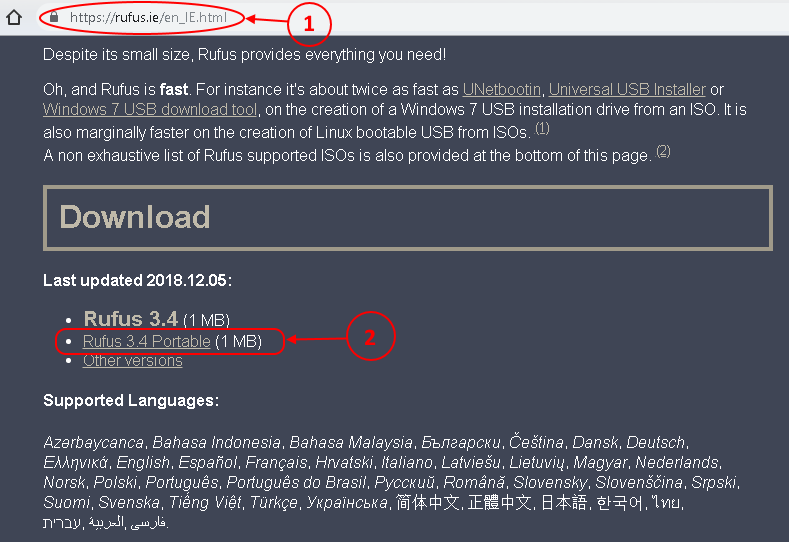 https://rufus.ie/en_IE.html
1
Despite its small size, Rufus provides everything you need!
Oh, and Rufus is fast. For instance it's about twice as fast as UNetbootin, Universal USB Installer or
Windows 7 USB download tool, on the creation of a Windows 7 USB installation drive from an ISO. It is
also marginally faster on the creation of Linux bootable USB from ISOs. (1)
A non exhaustive list of Rufus supported ISOs is also provided at the bottom of this page. (2)
Download
Last updated 2018.12.05:
• Rufus 3.4 (1 MB)
• Rufus 3.4 Portable (1 MB)
2
• Other versions
Supported Languages:
Azərbaycanca, Bahasa Indonesia, Bahasa Malaysia, Български, Čeština, Dansk, Deutsch,
Ελληνικά, English, Español, Français, Hrvatski, Italiano, Latviešu, Lietuvių, Magyar, Nederlands,
Norsk, Polski, Português, Português do Brasil, Русский, Română, Slovensky, Slovenščina, Srpski,
Suomi, Svenska, Tiếng Việt, Türkçe, Українська, 简体中文, 正體中文, 日本語, 한국어, ไทย,
עברית, العربية, فارسی.